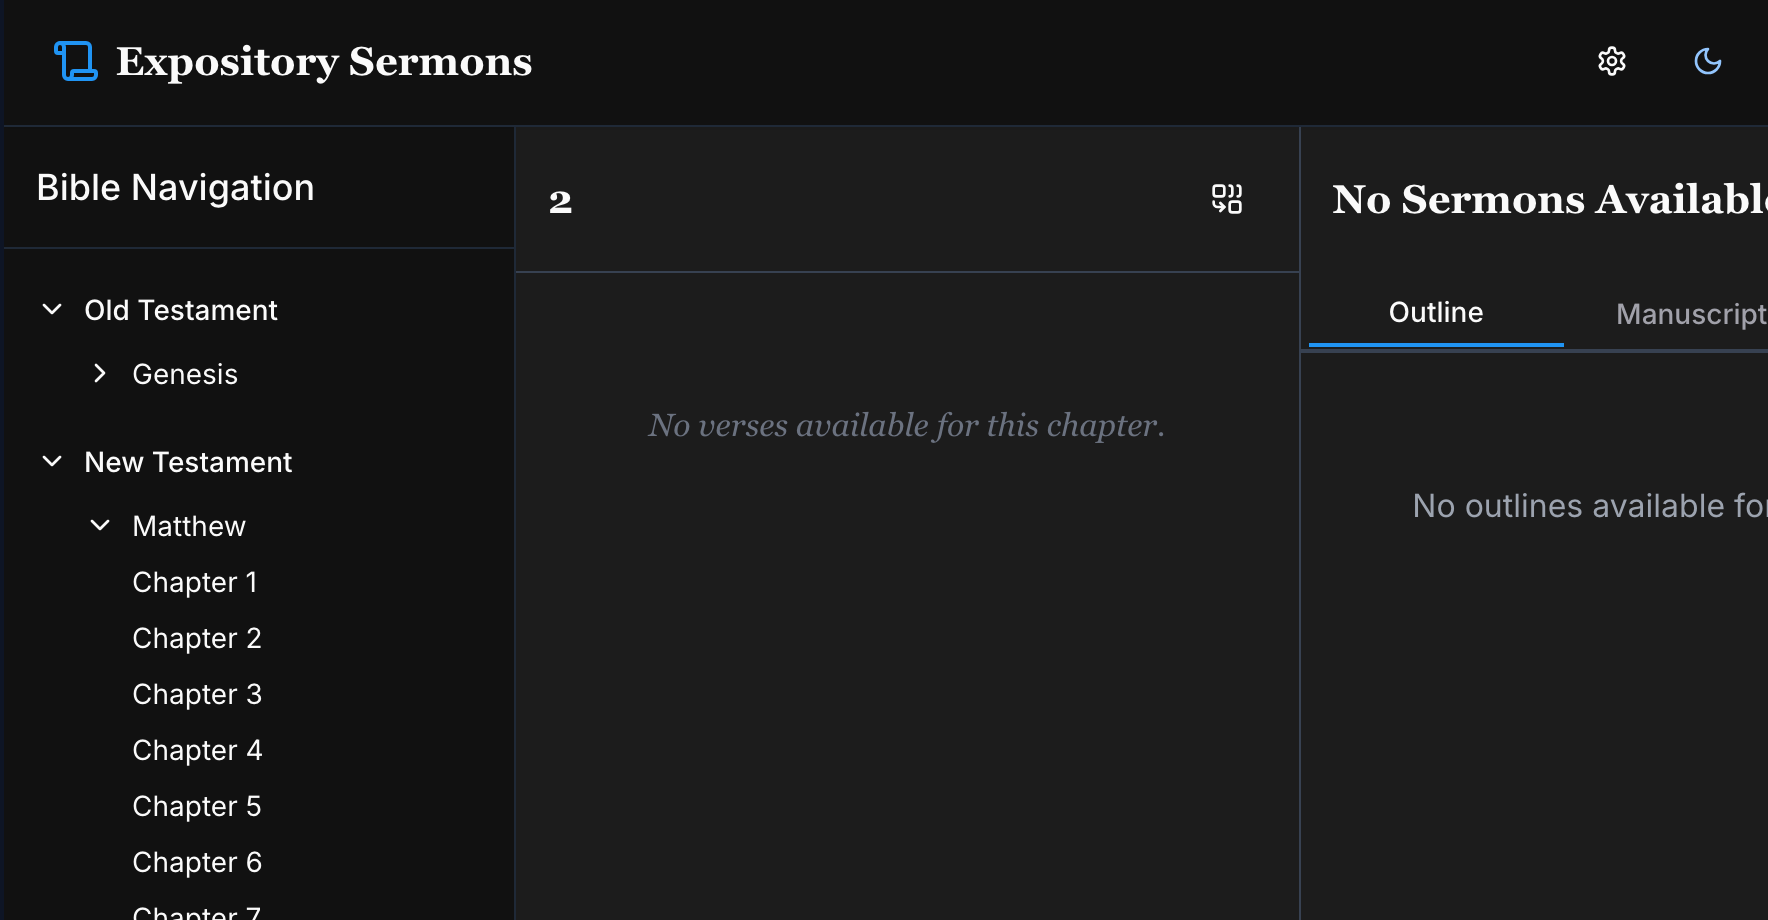 Expository Sermons
Bible Navigation
Old Testament
Genesis
New Testament
Matthew
Chapter 1
Chapter 2
Chapter 3
Chapter 4
Chapter 5
Chapter 6
Chapter 7
2
No verses available for this chapter.
No Sermons Available
Outline
Manuscript
No outlines available for